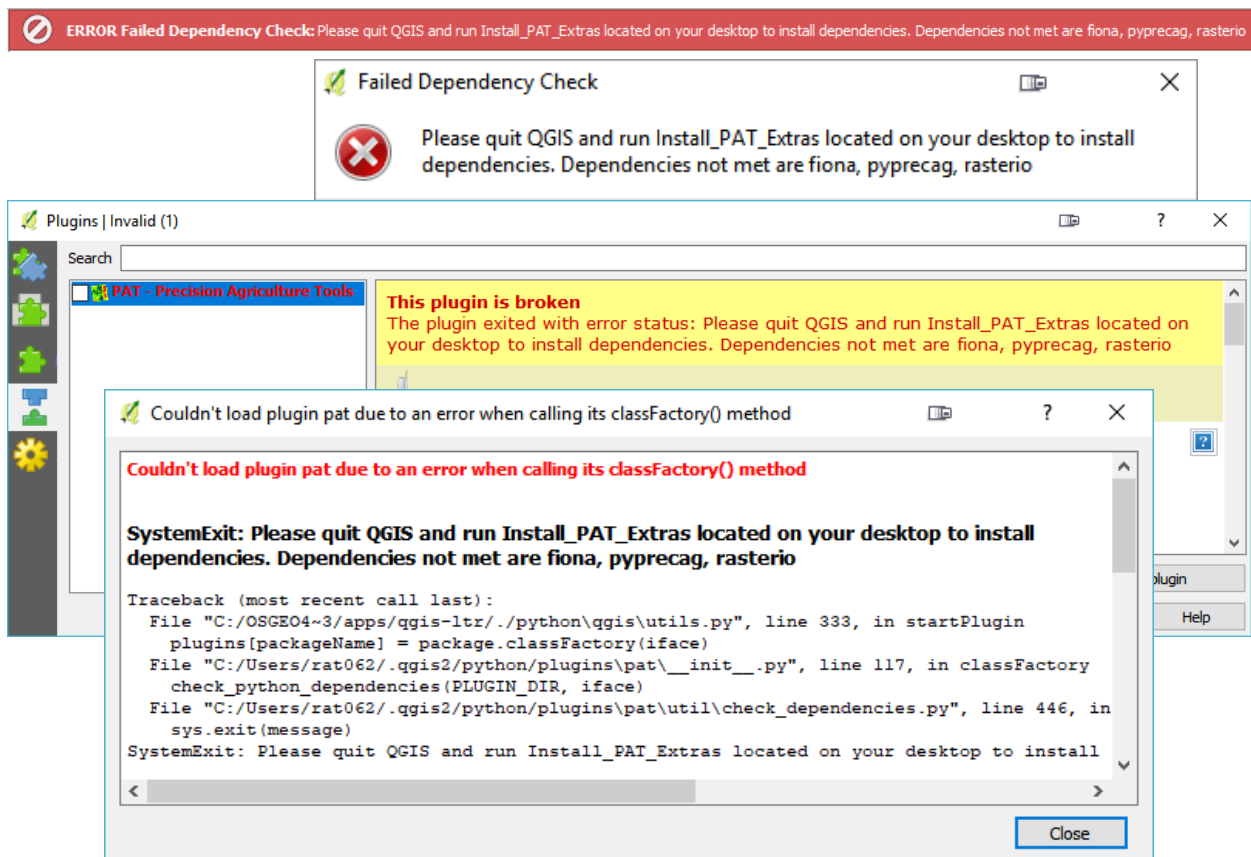 ERROR Failed Dependency Check: Please quit QGIS and run Install_PAT_Extras located on your desktop to install dependencies. Dependencies not met are fiona, pyprecag, rasterio
Failed Dependency Check
Please quit QGIS and run Install_PAT_Extras located on your desktop to install
dependencies. Dependencies not met are fiona, pyprecag, rasterio
Plugins | Invalid (1)
?
Search
PAT - Precision Agriculture Tools
This plugin is broken
The plugin exited with error status: Please quit QGIS and run Install_PAT_Extras located on
your desktop to install dependencies. Dependencies not met are fiona, pyprecag, rasterio
?
plugin
Help
Couldn't load plugin pat due to an error when calling its classFactory() method
?
Couldn't load plugin pat due to an error when calling its classFactory() method
SystemExit: Please quit QGIS and run Install_PAT_Extras located on your desktop to install
dependencies. Dependencies not met are fiona, pyprecag, rasterio
Traceback (most recent call last):
File "C:/OSGEO4~3/apps/qgis-ltr/./python\qgis\utils.py", line 333, in startPlugin
plugins[packageName] = package.classFactory(iface)
File "C:/Users/rat062/.qgis2/python/plugins\pat\__init__.py", line 117, in classFactory
check_python_dependencies(PLUGIN_DIR, iface)
File "C:/Users/rat062/.qgis2/python/plugins\pat\util\check_dependencies.py", line 446, in
sys.exit(message)
SystemExit: Please quit QGIS and run Install_PAT_Extras located on your desktop to install
Close